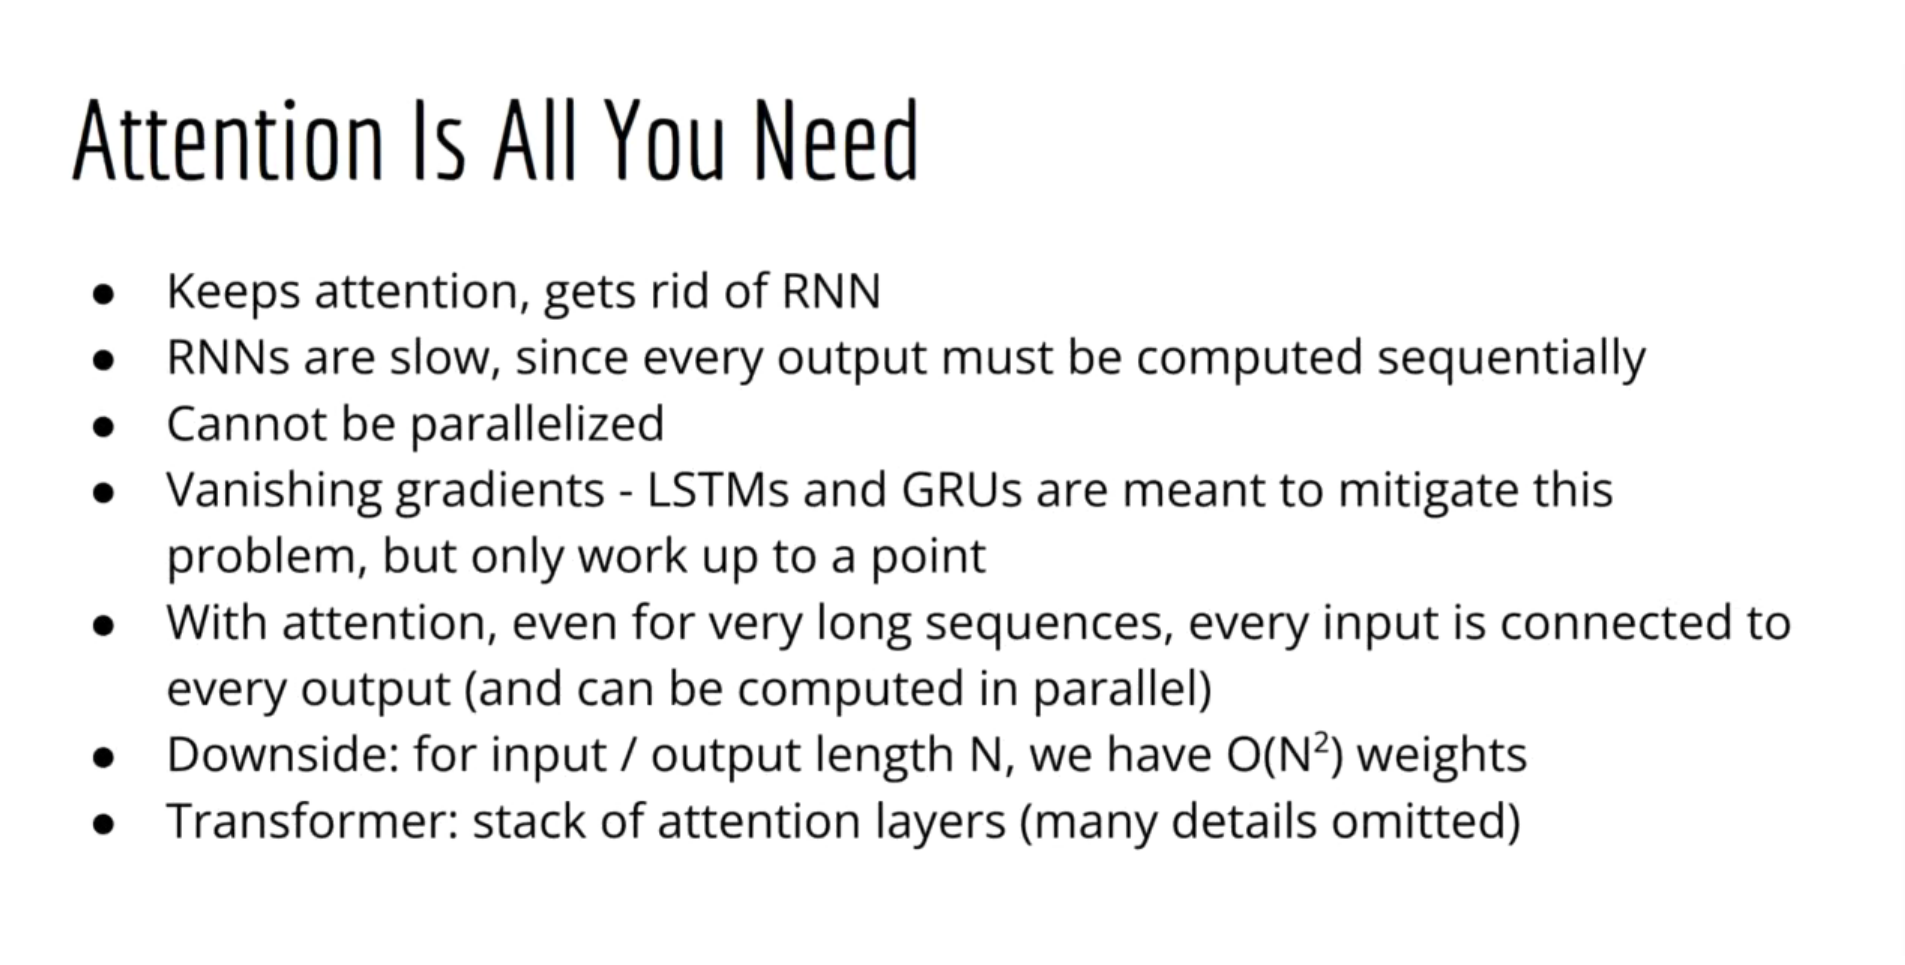 Attention Is All You Need
● Keeps attention, gets rid of RNN
● RNNs are slow, since every output must be computed sequentially
● Cannot be parallelized
● Vanishing gradients - LSTMs and GRUs are meant to mitigate this
problem, but only work up to a point
● With attention, even for very long sequences, every input is connected to
every output (and can be computed in parallel)
● Downside: for input / output length N, we have O(N²) weights
● Transformer: stack of attention layers (many details omitted)